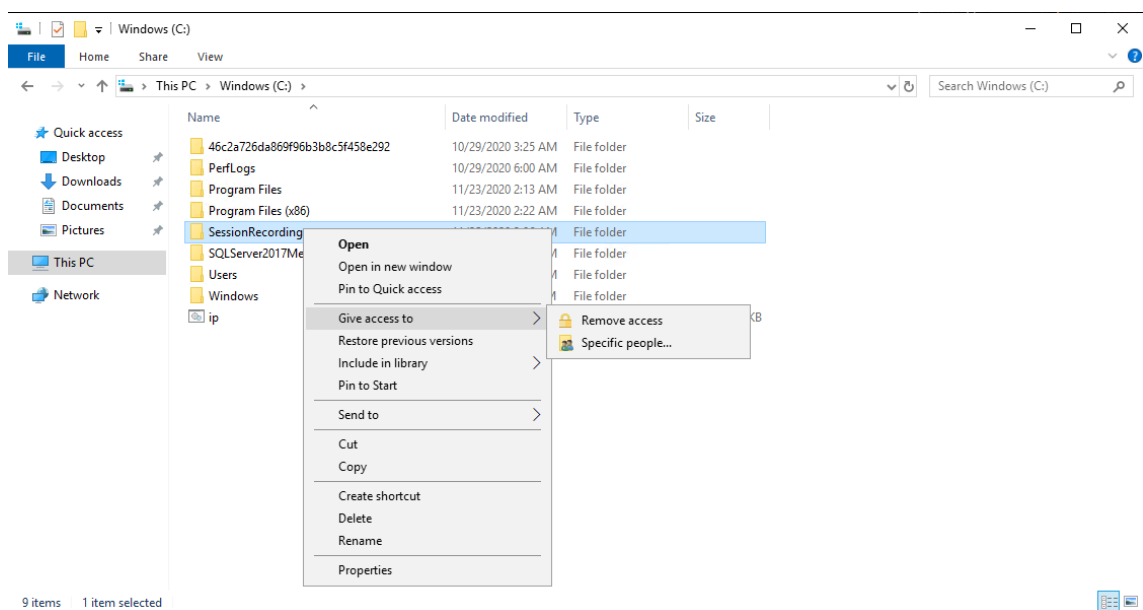 Windows (C:)
File Home Share View
This PC > Windows (C:) >
Search Windows (C:)
Name Date modified Type Size
Quick access
Desktop
Downloads
Documents
Pictures
This PC
Network
46c2a726da869f96b3b8c5f458e292 10/29/2020 3:25 AM File folder
PerfLogs 10/29/2020 6:00 AM File folder
Program Files 11/23/2020 2:13 AM File folder
Program Files (x86) 11/23/2020 2:22 AM File folder
SessionRecording File folder
SQLServer2017Me File folder
Users File folder
Windows File folder
ip KB
Open
Open in new window
Pin to Quick access
Give access to
Restore previous versions
Include in library
Pin to Start
Send to
Cut
Copy
Create shortcut
Delete
Rename
Properties
Remove access
Specific people...
9 items 1 item selected